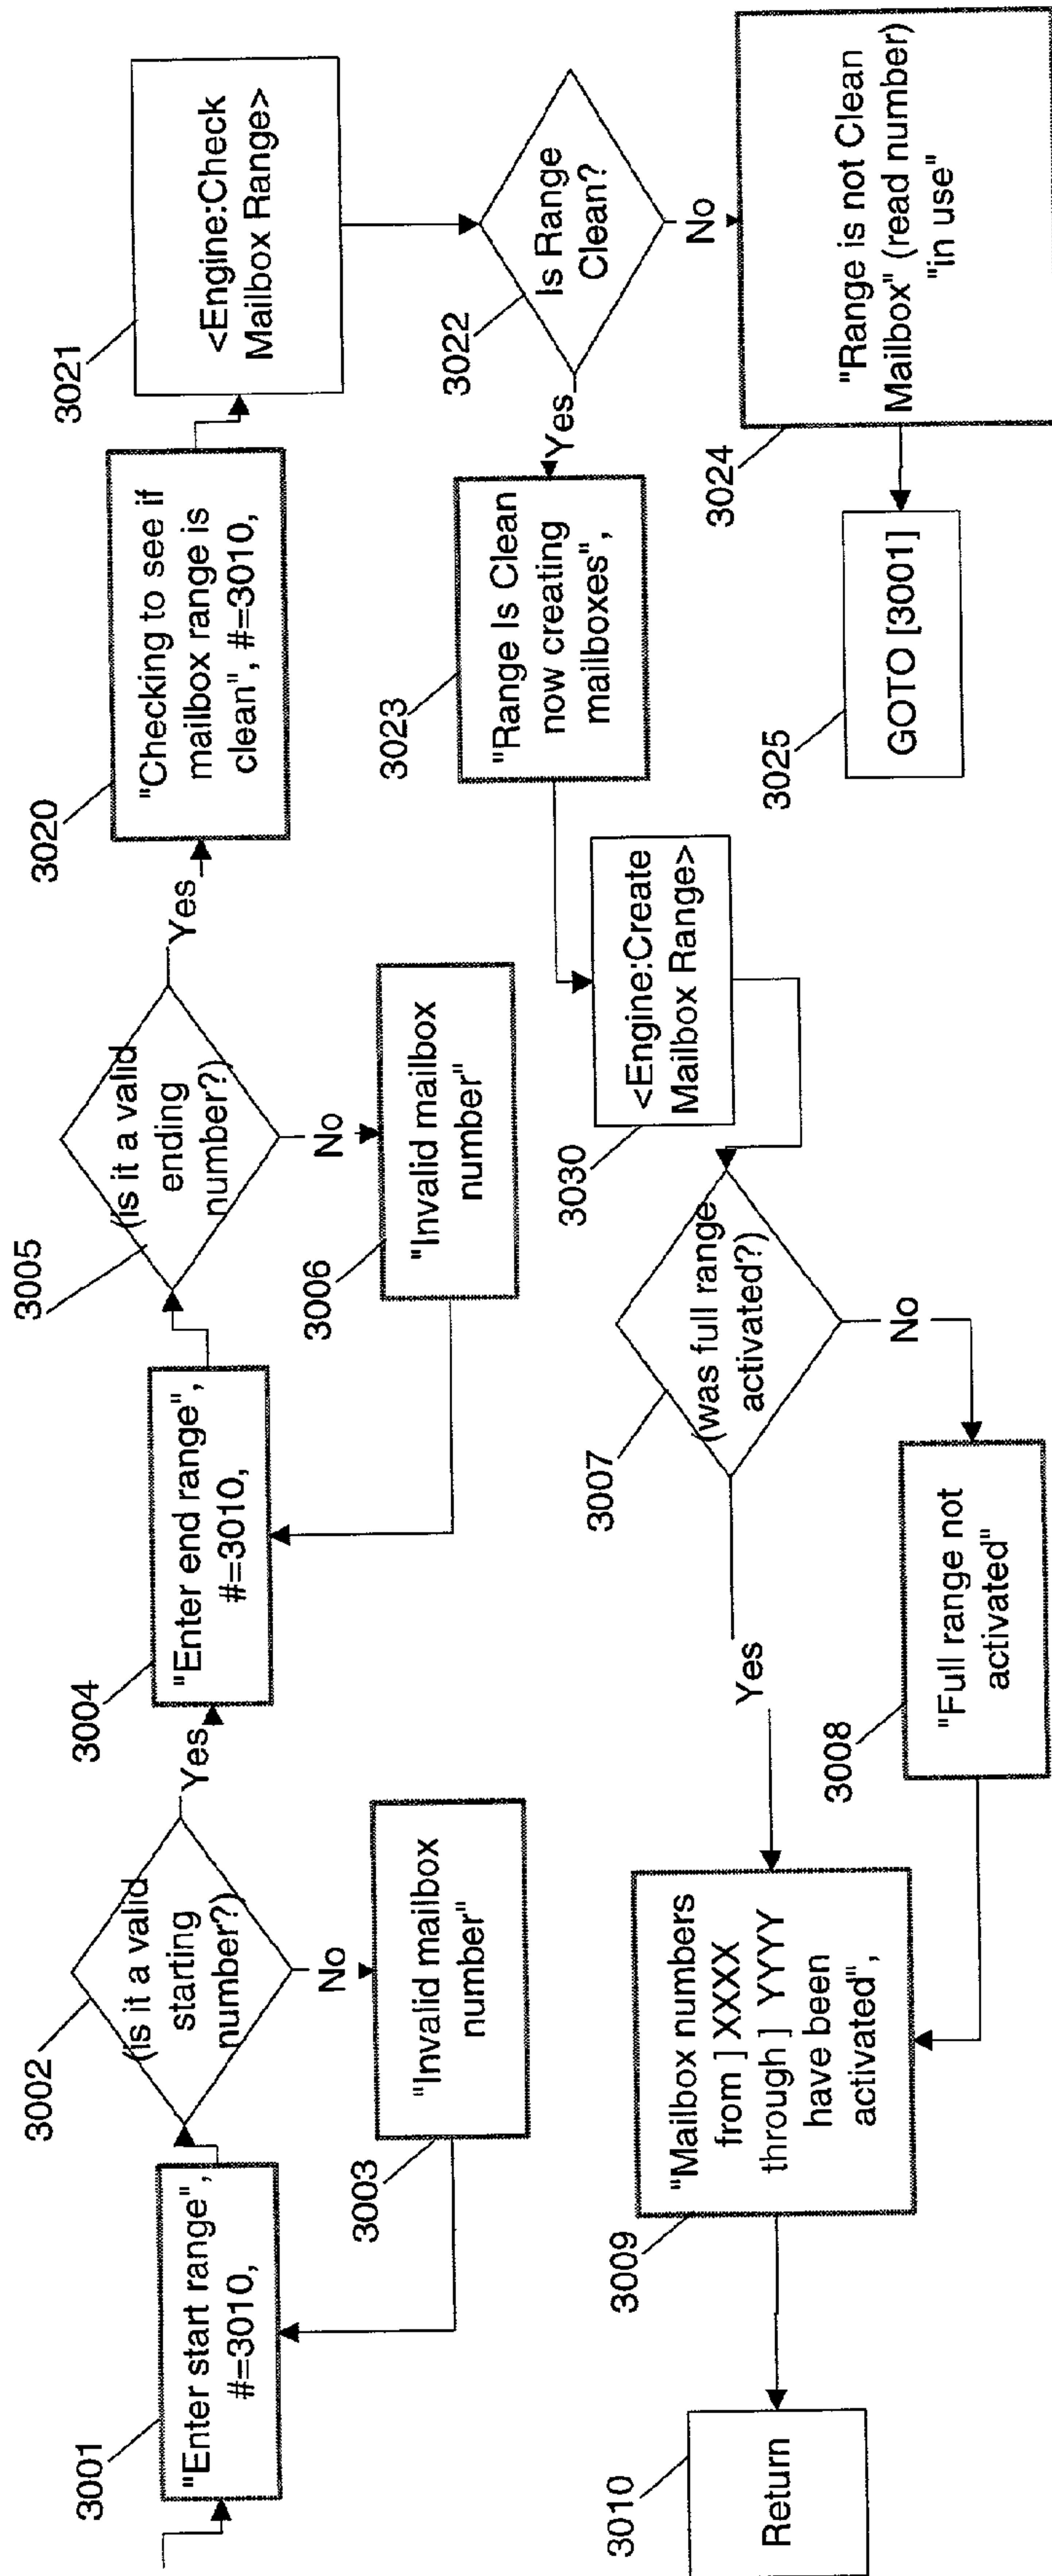 3001
"Enter start range",
#=3010,
3002
(is it a valid
starting
number?)
Yes
No
3003
"Invalid mailbox
number"
3004
"Enter end range",
#=3010,
3005
(is it a valid
ending
number?)
Yes
No
3006
"Invalid mailbox
number"
3020
"Checking to see if
mailbox range is
clean", #=3010,
3021
<Engine:Check
Mailbox Range>
3022
Is Range
Clean?
Yes
No
3023
"Range Is Clean
now creating
mailboxes",
3024
"Range is not Clean
Mailbox" (read number)
"in use"
3025
GOTO [3001]
3030
<Engine:Create
Mailbox Range>
3007
(was full range
activated?)
Yes
No
3008
"Full range not
activated"
3009
"Mailbox numbers
from ] XXXX
through ] YYYY
have been
activated",
3010
Return